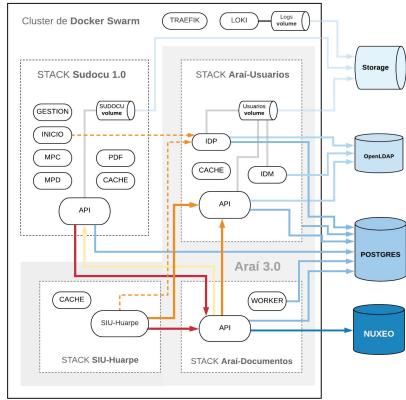 Cluster de Docker Swarm
TRAEFIK
LOKI
Logs
volume
Storage
STACK Sudocu 1.0
STACK Araí-Usuarios
GESTION
SUDOCU
volume
Usuarios
volume
INICIO
IDP
OpenLDAP
MPC
PDF
CACHE
IDM
MPD
CACHE
API
API
POSTGRES
Araí 3.0
CACHE
WORKER
SIU-Huarpe
API
NUXEO
STACK SIU-Huarpe
STACK Araí-Documentos